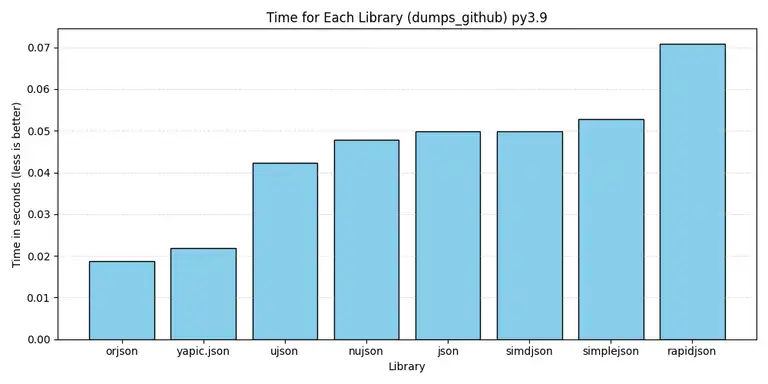 Time for Each Library (dumps_github) py3.9
Time in seconds (less is better)
0.07
0.06
0.05
0.04
0.03
0.02
0.01
0.00
orjson yapic.json ujson nujson json simdjson simplejson rapidjson
Library